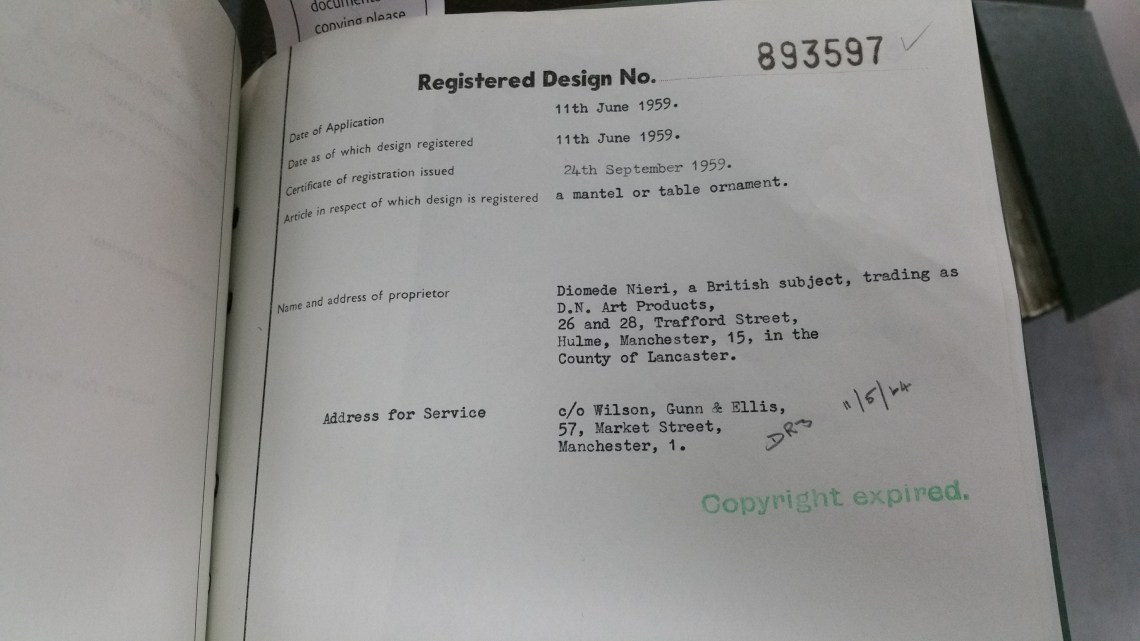 copying please
Registered Design No. 893597
Date of Application 11th June 1959.
Date as of which design registered 11th June 1959.
Certificate of registration issued 24th September 1959.
Article in respect of which design is registered a mantel or table ornament.
Name and address of proprietor Diomede Nieri, a British subject, trading as
D.N. Art Products,
26 and 28, Trafford Street,
Hulme, Manchester, 15, in the
County of Lancaster.
Address for Service c/o Wilson, Gunn & Ellis,
57, Market Street,
Manchester, 1.
11/5/64
Copyright expired.